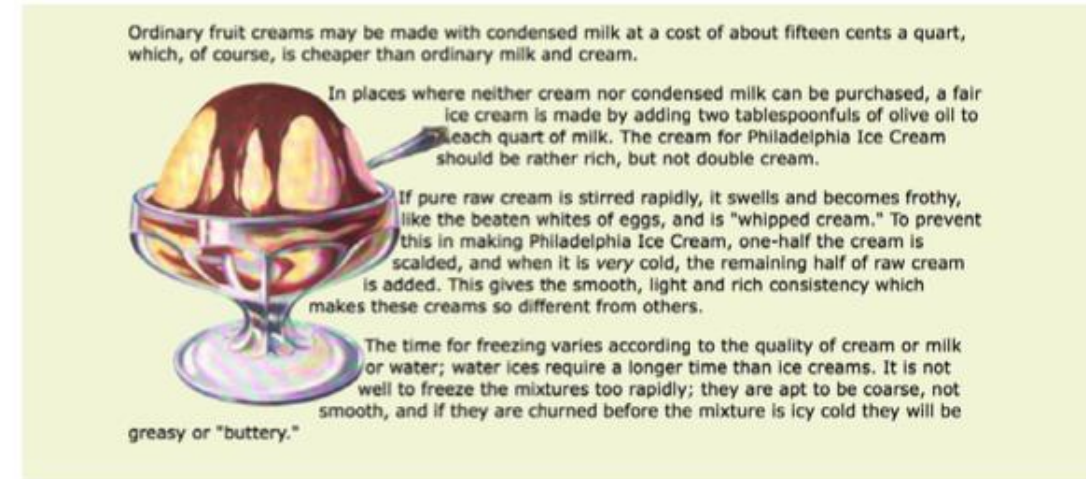 Ordinary fruit creams may be made with condensed milk at a cost of about fifteen cents a quart,
which, of course, is cheaper than ordinary milk and cream.
In places where neither cream nor condensed milk can be purchased, a fair
ice cream is made by adding two tablespoonfuls of olive oil to
each quart of milk. The cream for Philadelphia Ice Cream
should be rather rich, but not double cream.
If pure raw cream is stirred rapidly, it swells and becomes frothy,
like the beaten whites of eggs, and is "whipped cream." To prevent
this in making Philadelphia Ice Cream, one-half the cream is
scalded, and when it is very cold, the remaining half of raw cream
is added. This gives the smooth, light and rich consistency which
makes these creams so different from others.
The time for freezing varies according to the quality of cream or milk
or water; water ices require a longer time than ice creams. It is not
well to freeze the mixtures too rapidly; they are apt to be coarse, not
smooth, and if they are churned before the mixture is icy cold they will be
greasy or "buttery."